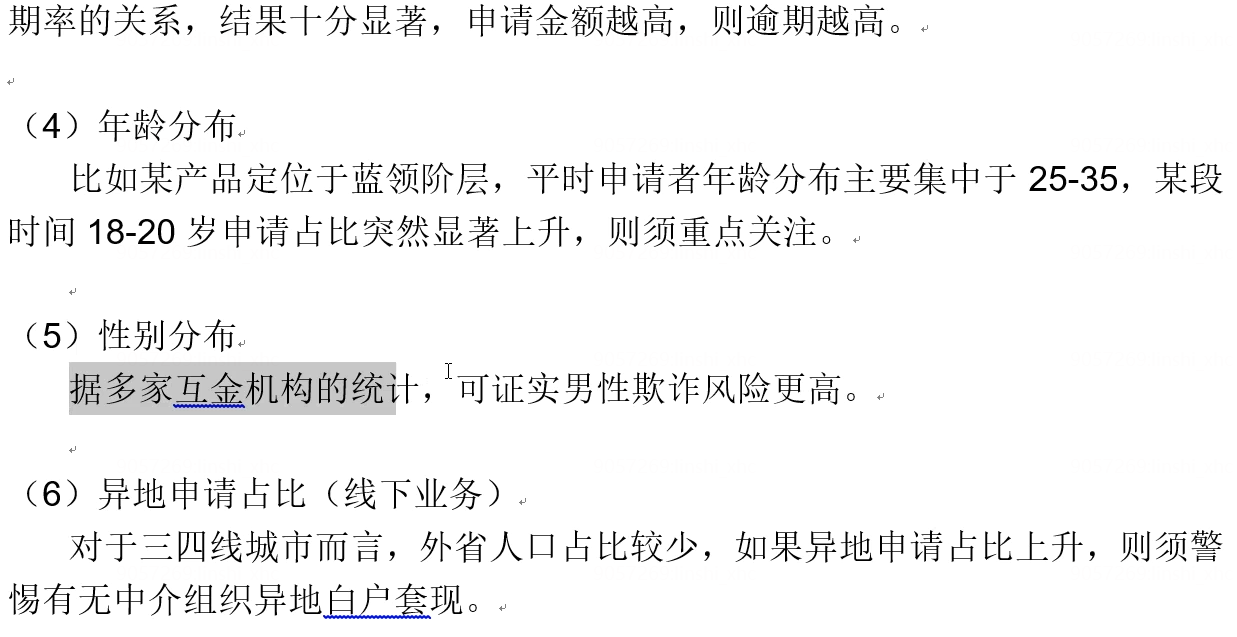 期率的关系，结果十分显著，申请金额越高，则逾期越高。
（4）年龄分布
比如某产品定位于蓝领阶层，平时申请者年龄分布主要集中于 25-35，某段
时间 18-20 岁申请占比突然显著上升，则须重点关注。
（5）性别分布
据多家互金机构的统计，可证实男性欺诈风险更高。
（6）异地申请占比（线下业务）
对于三四线城市而言，外省人口占比较少，如果异地申请占比上升，则须警
惕有无中介组织异地白户套现。